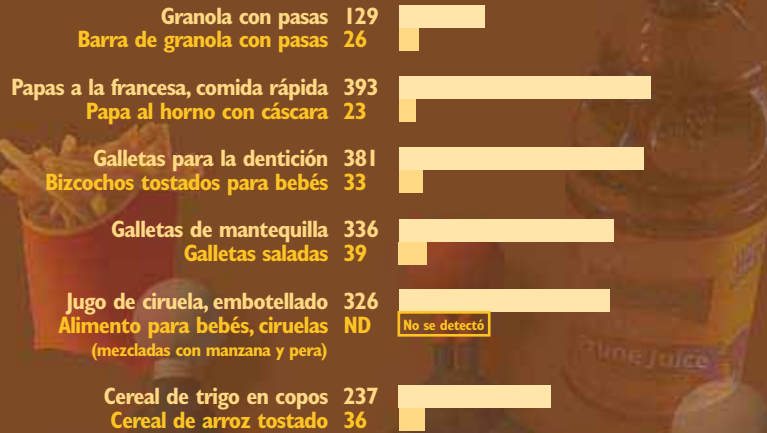 Granola con pasas 129
Barra de granola con pasas 26
Papas a la francesa, comida rápida 393
Papa al horno con cáscara 23
Galletas para la dentición 381
Bizcochos tostados para bebés 33
Galletas de mantequilla 336
Galletas saladas 39
Jugo de ciruela, embotellado 326
Alimento para bebés, ciruelas ND No se detectó
(mezcladas con manzana y pera)
Prune Juice
Cereal de trigo en copos 237
Cereal de arroz tostado 36